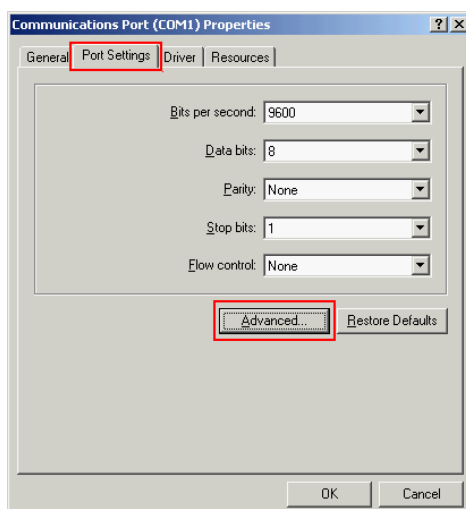 Communications Port (COM1) Properties
General Port Settings Driver Resources
Bits per second: 9600
Data bits: 8
Parity: None
Stop bits: 1
Flow control: None
Advanced... Restore Defaults
OK Cancel